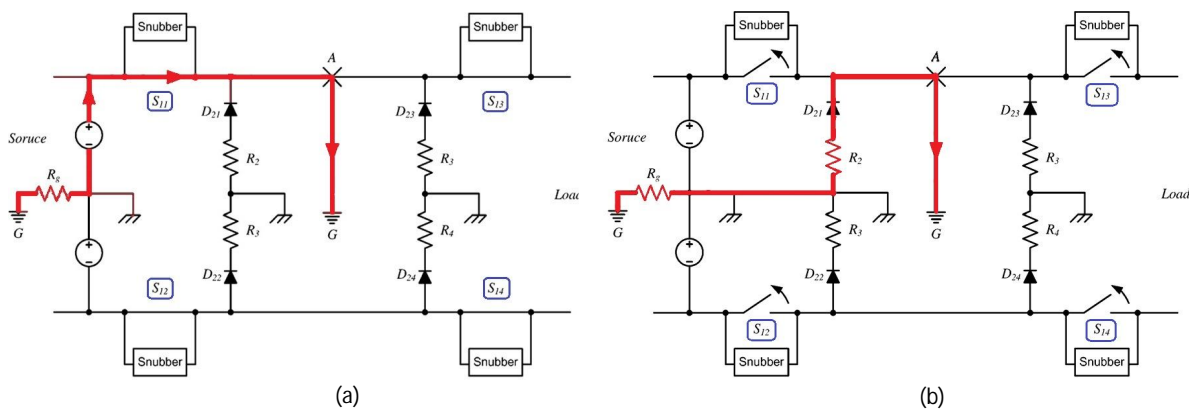 Snubber
Snubber
A
S11
S13
D21
D23
Soruce
R2
R3
Rg
Load
G
G
R3
R4
D22
D24
S12
S14
Snubber
Snubber
(a)
Snubber
Snubber
A
S11
S13
D21
D23
Soruce
R2
R3
Rg
Load
G
G
R3
R4
D22
D24
S12
S14
Snubber
Snubber
(b)